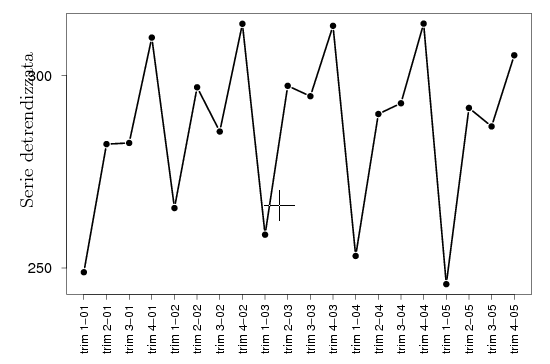 Serie detrendizzata
300
250
trim 1−01
trim 2−01
trim 3−01
trim 4−01
trim 1−02
trim 2−02
trim 3−02
trim 4−02
trim 1−03
trim 2−03
trim 3−03
trim 4−03
trim 1−04
trim 2−04
trim 3−04
trim 4−04
trim 1−05
trim 2−05
trim 3−05
trim 4−05